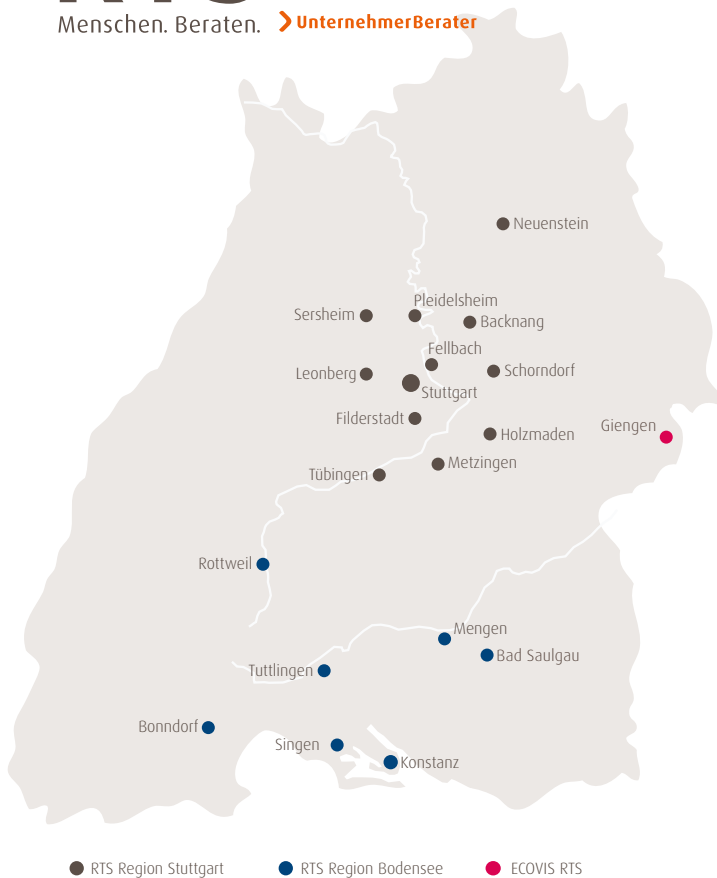 Menschen. Beraten.
UnternehmerBerater
Neuenstein
Pleidelsheim
Sersheim
Backnang
Fellbach
Leonberg
Schorndorf
Stuttgart
Filderstadt
Giengen
Holzmaden
Metzingen
Tübingen
Rottweil
Mengen
Bad Saulgau
Tuttlingen
Bonndorf
Singen
Konstanz
RTS Region Stuttgart
RTS Region Bodensee
ECOVIS RTS